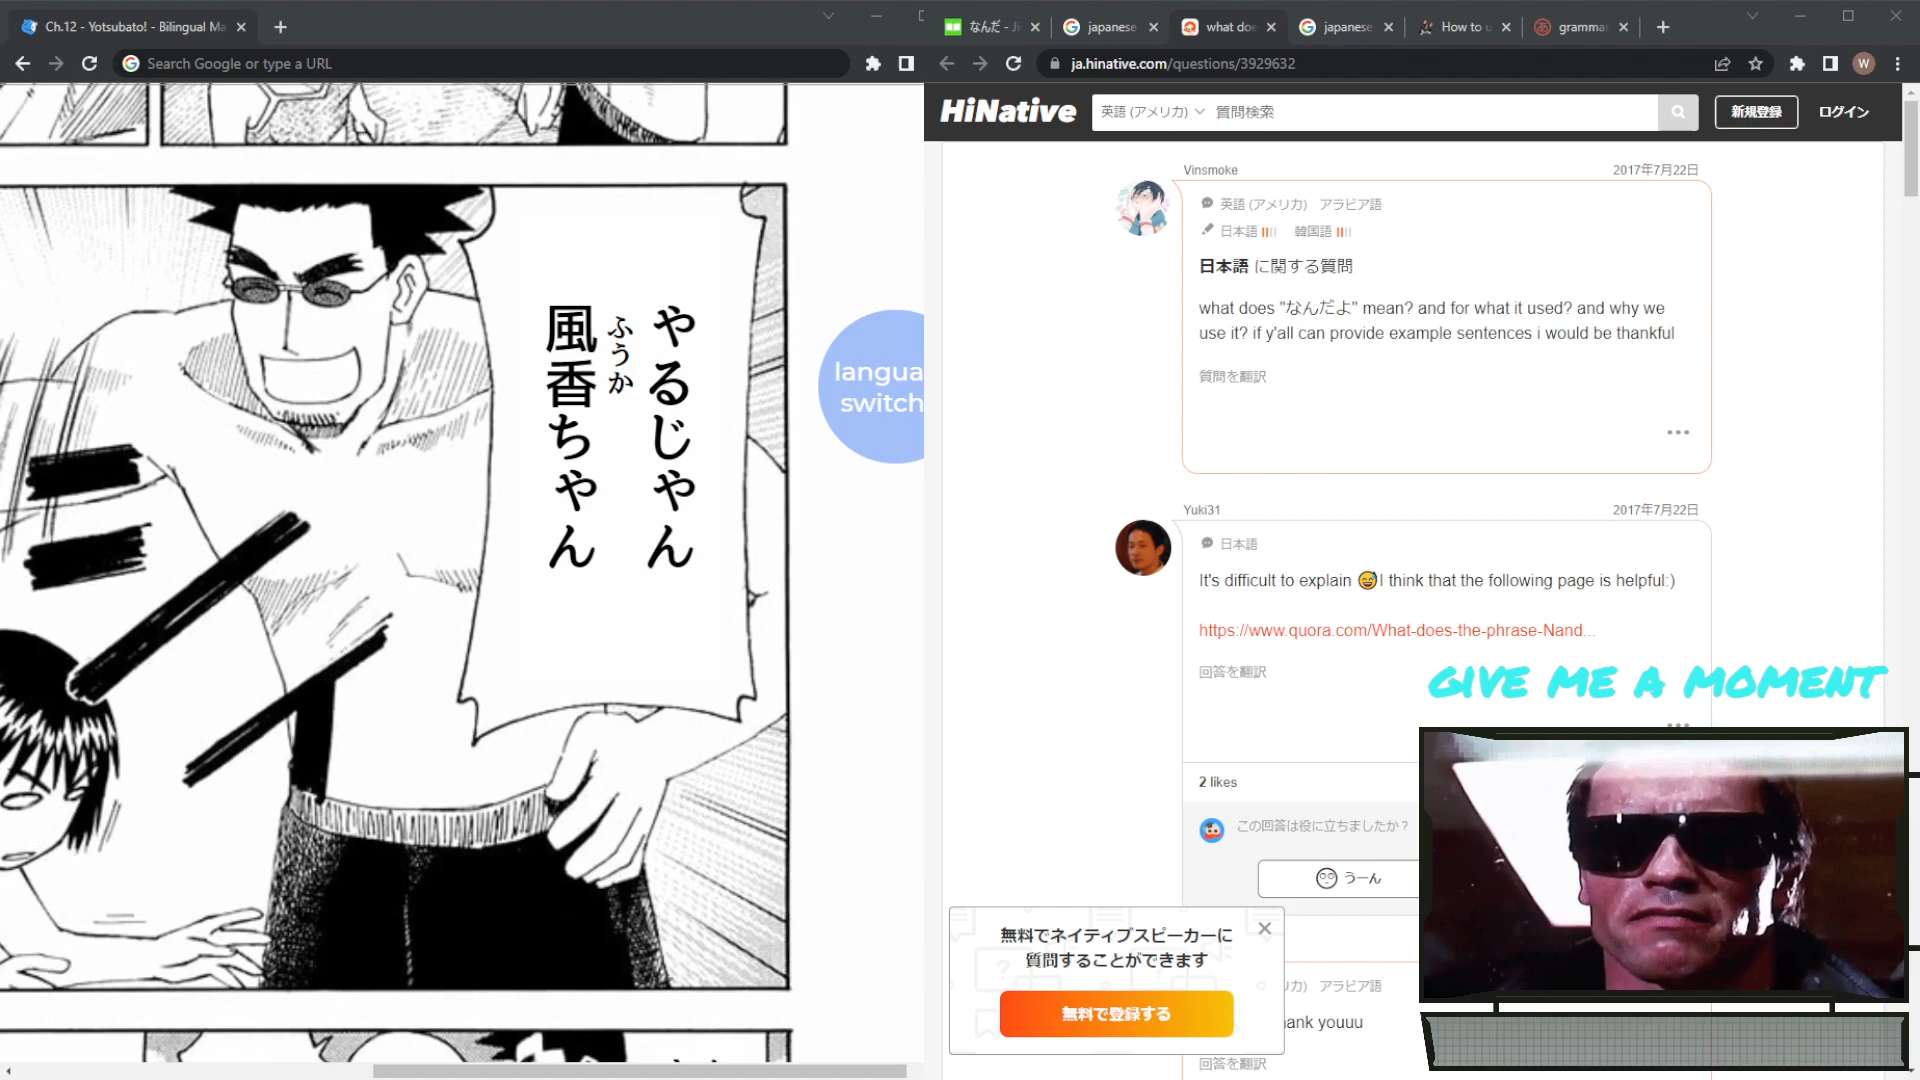 Ch.12 - Yotsubato! - Bilingual Ma
Search Google or type a URL
やるじゃん
風香ちゃん
ふうか
langua
switch
なんだ - J
japanese
what doe
japanese
How to u
grammar
ja.hinative.com/questions/3929632
W
HiNative
英語 (アメリカ)
質問検索
新規登録
ログイン
Vinsmoke
2017年7月22日
英語 (アメリカ) アラビア語
日本語 韓国語
日本語 に関する質問
what does "なんだよ" mean? and for what it used? and why we
use it? if y'all can provide example sentences i would be thankful
質問を翻訳
Yuki31
2017年7月22日
日本語
It's difficult to explain 😅I think that the following page is helpful:)
https://www.quora.com/What-does-the-phrase-Nand...
回答を翻訳
GIVE ME A MOMENT
2 likes
この回答は役に立ちましたか？
うーん
無料でネイティブスピーカーに
質問することができます
無料で登録する
リカ) アラビア語
ank youuu
回答を翻訳